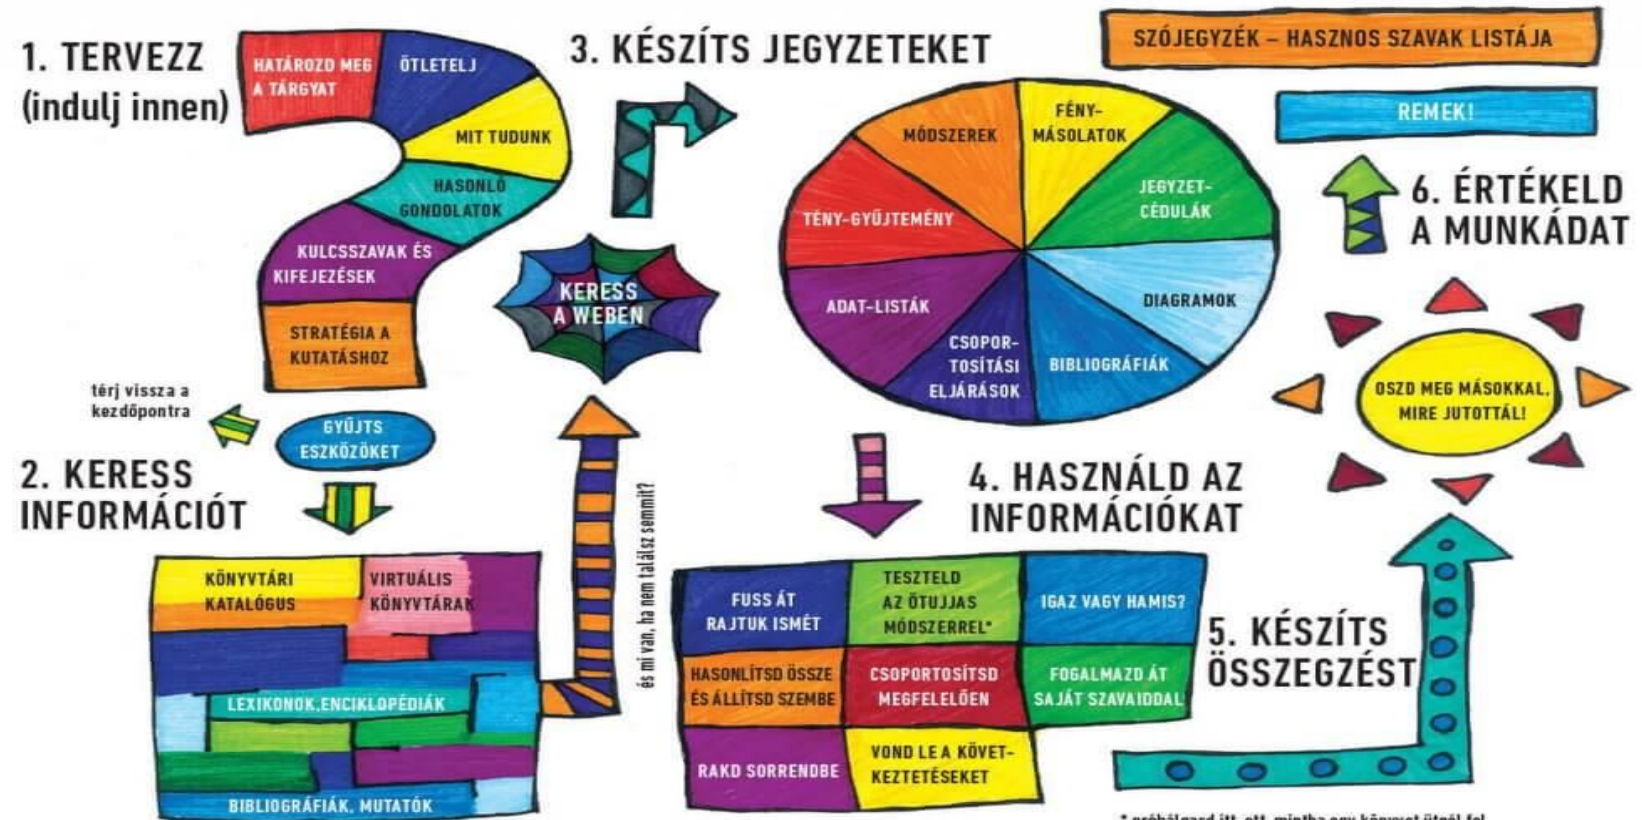 1. TERVEZZ
(indulj innen)
HATÁROZD MEG
A TÁRGYAT
ÖTLETELJ
MIT TUDUNK
HASONLÓ
GONDOLATOK
KULCSSZAVAK ÉS
KIFEJEZÉSEK
STRATÉGIA A
KUTATÁSHOZ
térj vissza a
kezdőpontra
GYŰJTS
ESZKÖZÖKET
2. KERESS
INFORMÁCIÓT
KÖNYVTÁRI
KATALÓGUS
VIRTUÁLIS
KÖNYVTÁRAK
LEXIKONOK,ENCIKLOPÉDIÁK
BIBLIOGRÁFIÁK, MUTATÓK
és mi van, ha nem találsz semmit?
KERESS
A WEBEN
3. KÉSZÍTS JEGYZETEKET
MÓDSZEREK
FÉNY-
MÁSOLATOK
JEGYZET-
CÉDULÁK
DIAGRAMOK
BIBLIOGRÁFIÁK
CSOPOR-
TOSÍTÁSI
ELJÁRÁSOK
ADAT-LISTÁK
TÉNY-GYŰJTEMÉNY
4. HASZNÁLD AZ
INFORMÁCIÓKAT
FUSS ÁT
RAJTUK ISMÉT
TESZTELD
AZ ÖTUJJAS
MÓDSZERREL*
IGAZ VAGY HAMIS?
HASONLÍTSD ÖSSZE
ÉS ÁLLÍTSD SZEMBE
CSOPORTOSÍTSD
MEGFELELŐEN
FOGALMAZD ÁT
SAJÁT SZAVAIDDAL
RAKD SORRENDBE
VOND LE A KÖVET-
KEZTETÉSEKET
5. KÉSZÍTS
ÖSSZEGZÉST
OSZD MEG MÁSOKKAL,
MIRE JUTOTTÁL!
6. ÉRTÉKELD
A MUNKÁDAT
REMEK!
SZÓJEGYZÉK – HASZNOS SZAVAK LISTÁJA